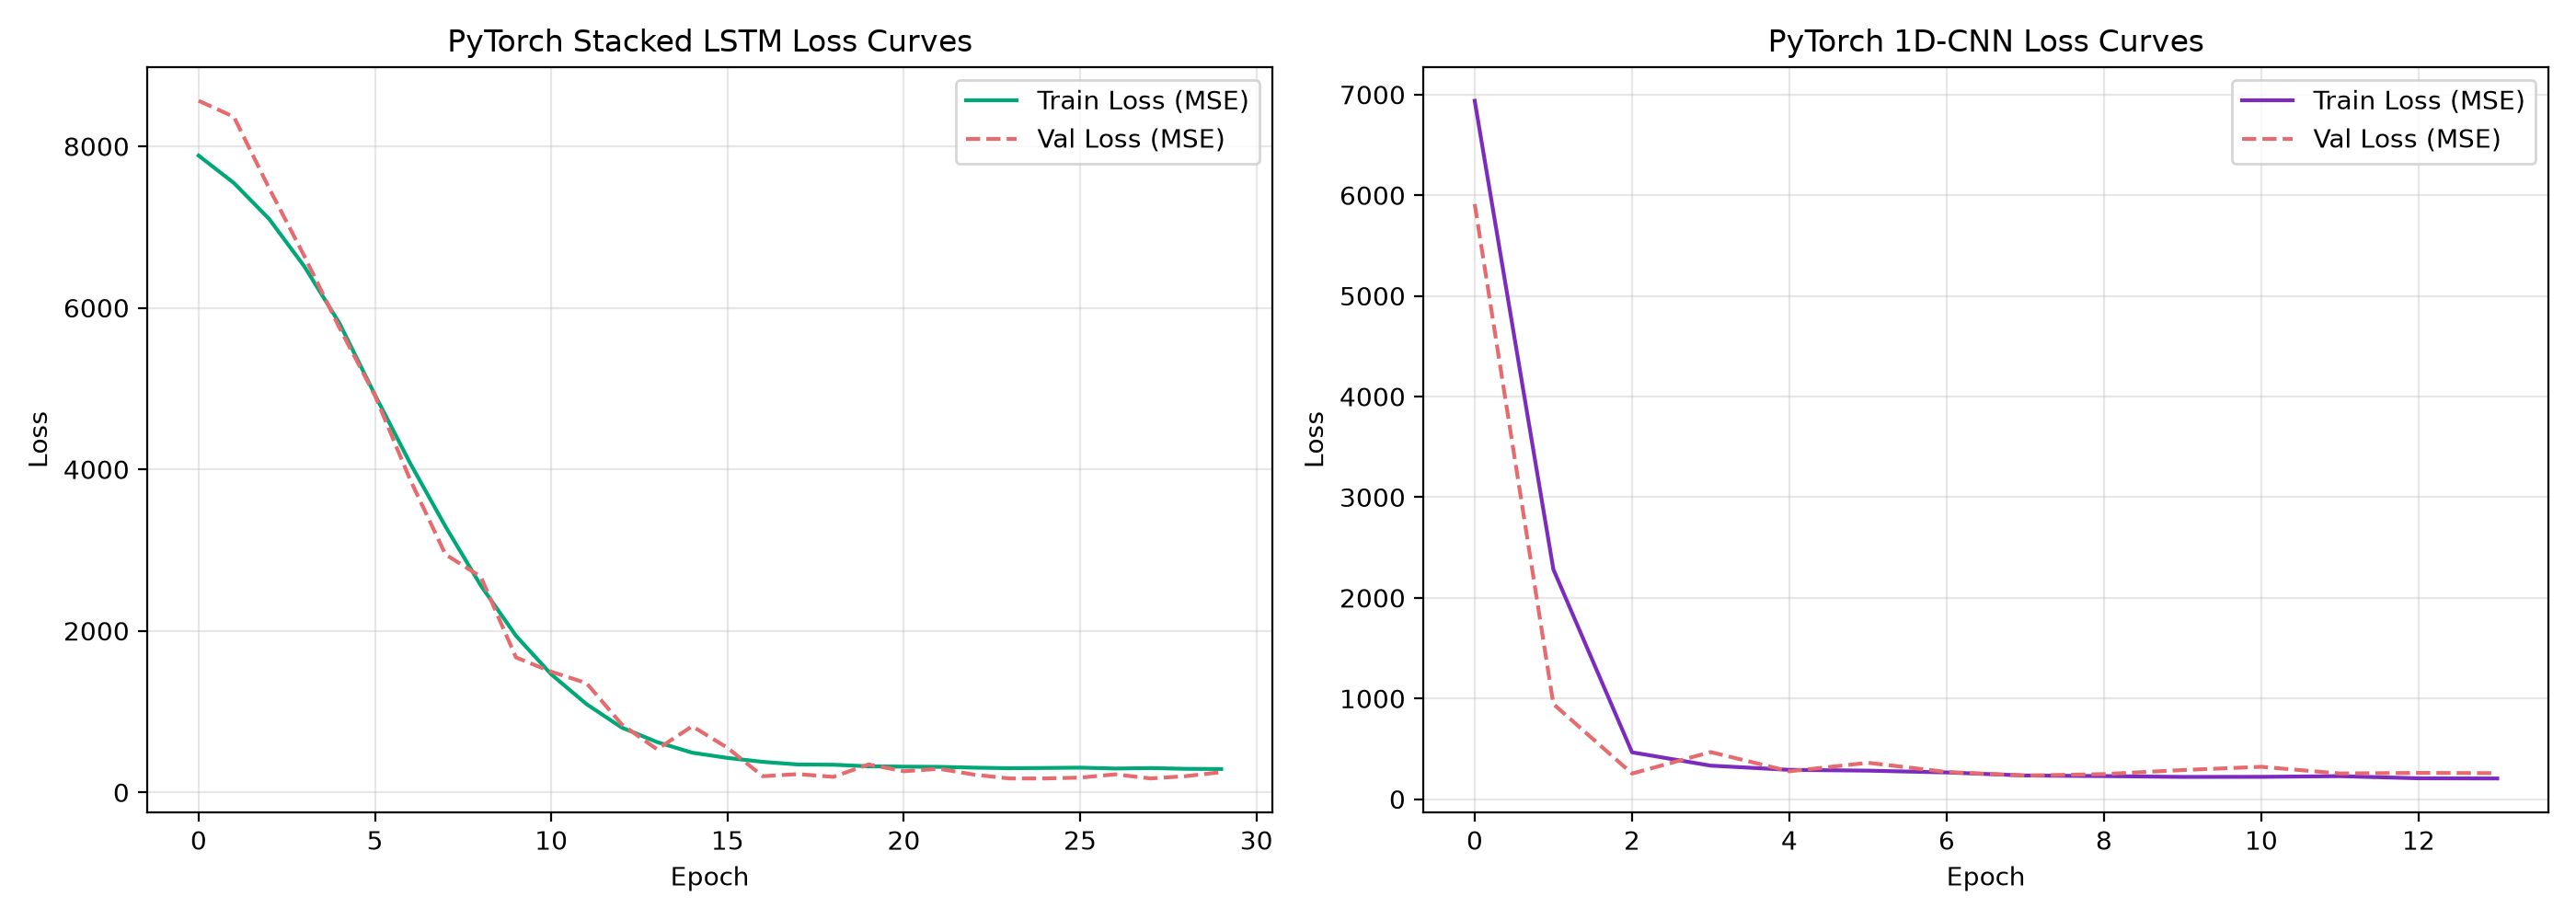 PyTorch Stacked LSTM Loss Curves
Train Loss (MSE)
Val Loss (MSE)
8000
6000
4000
2000
0
Loss
0 5 10 15 20 25 30
Epoch
PyTorch 1D-CNN Loss Curves
Train Loss (MSE)
Val Loss (MSE)
7000
6000
5000
4000
3000
2000
1000
0
Loss
0 2 4 6 8 10 12
Epoch